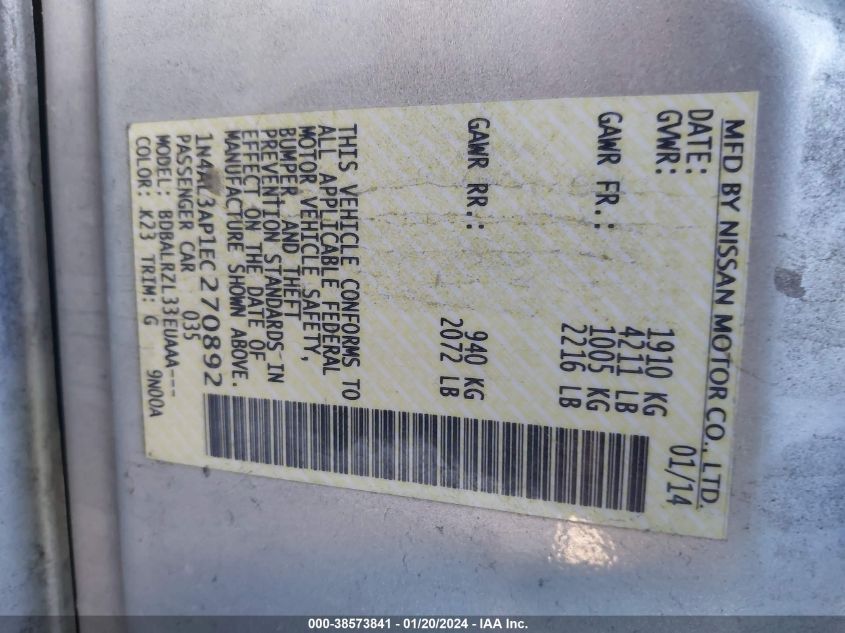 MFD BY NISSAN MOTOR CO., LTD.
DATE: 01/14
GVWR: 1910 KG
4211 LB
GAWR FR.: 1005 KG
2216 LB
GAWR RR.: 940 KG
2072 LB
THIS VEHICLE CONFORMS TO
ALL APPLICABLE FEDERAL
MOTOR VEHICLE SAFETY,
BUMPER, AND THEFT
PREVENTION STANDARDS IN
EFFECT ON THE DATE OF
MANUFACTURE SHOWN ABOVE.
1N4AL3AP1EC270892
PASSENGER CAR 035
MODEL: BDBALRZL33EUAAA---
COLOR: K23 TRIM: G 9N00A
000-38573841 - 01/20/2024 - IAA Inc.